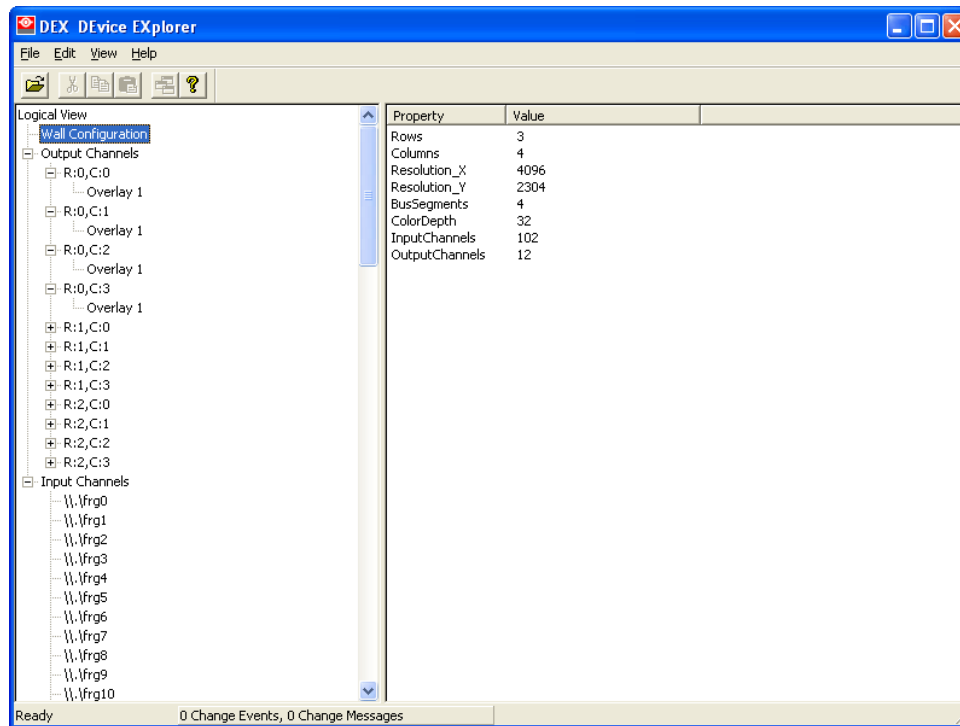 DEX DEvice EXplorer
File Edit View Help
Logical View
Wall Configuration
Output Channels
R:0,C:0
Overlay 1
R:0,C:1
Overlay 1
R:0,C:2
Overlay 1
R:0,C:3
Overlay 1
R:1,C:0
R:1,C:1
R:1,C:2
R:1,C:3
R:2,C:0
R:2,C:1
R:2,C:2
R:2,C:3
Input Channels
\\.\frg0
\\.\frg1
\\.\frg2
\\.\frg3
\\.\frg4
\\.\frg5
\\.\frg6
\\.\frg7
\\.\frg8
\\.\frg9
\\.\frg10
Property Value
Rows 3
Columns 4
Resolution_X 4096
Resolution_Y 2304
BusSegments 4
ColorDepth 32
InputChannels 102
OutputChannels 12
Ready 0 Change Events, 0 Change Messages